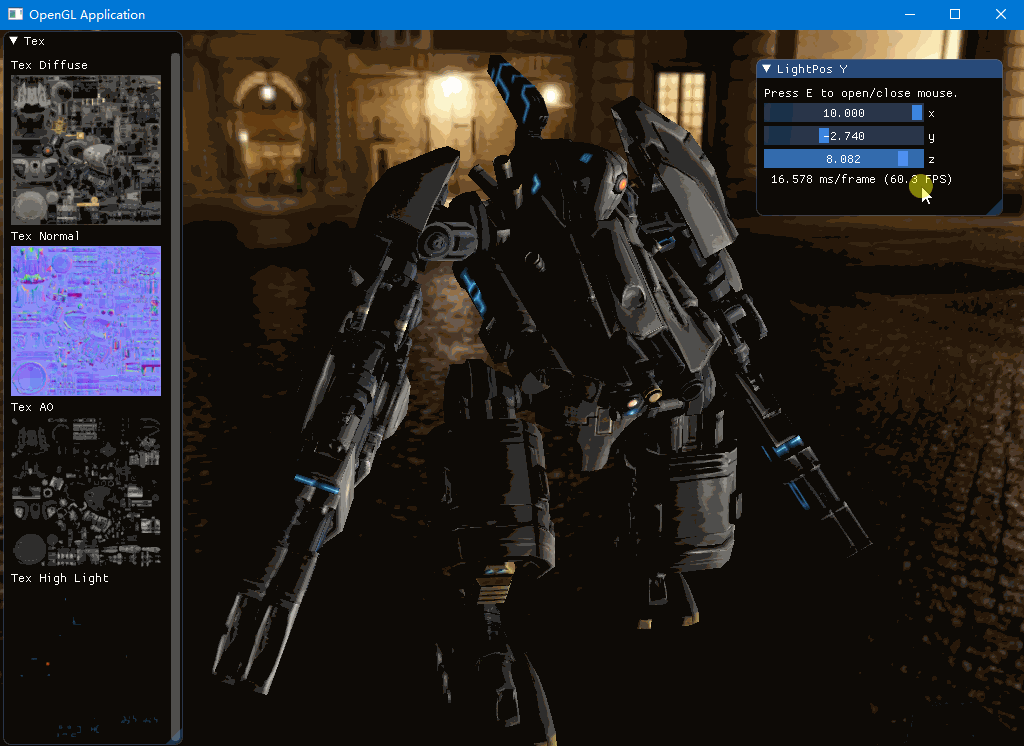 OpenGL Application
Tex
Tex Diffuse
Tex Normal
Tex AO
Tex High Light
LightPos Y
Press E to open/close mouse.
10.000 x
-2.740 y
8.082 z
16.578 ms/frame (60.3 FPS)